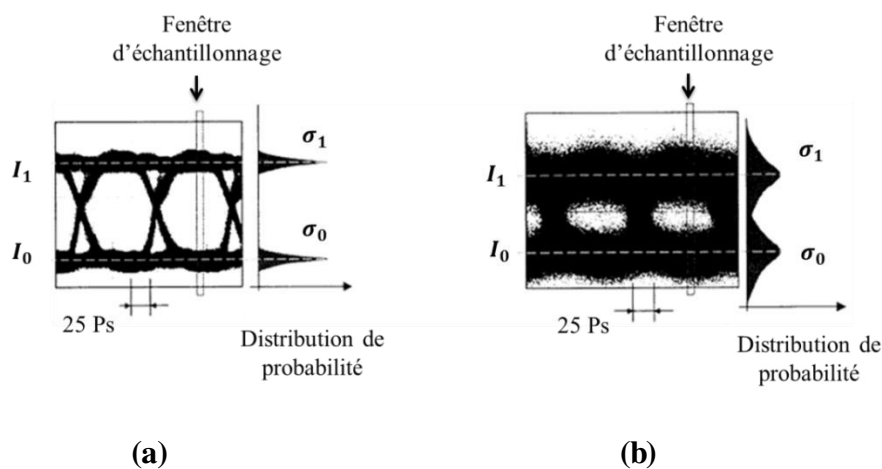 Fenêtre
d'échantillonnage
σ₁
I₁
σ₀
I₀
25 Ps
Distribution de
probabilité
(a)
Fenêtre
d'échantillonnage
σ₁
I₁
I₀
σ₀
25 Ps
Distribution de
probabilité
(b)